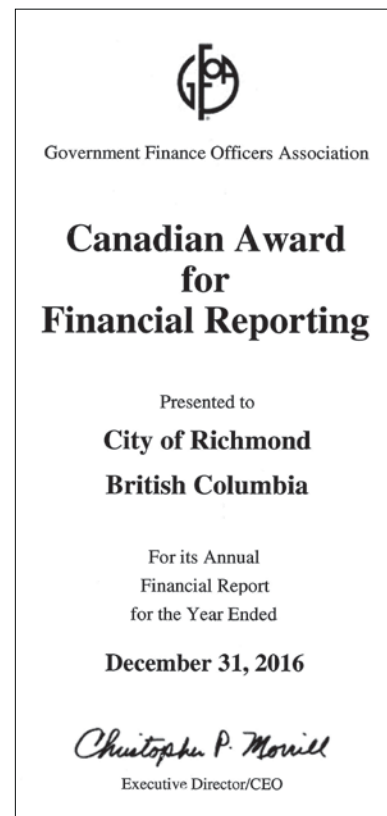 GFOA
Government Finance Officers Association
Canadian Award
for
Financial Reporting
Presented to
City of Richmond
British Columbia
For its Annual
Financial Report
for the Year Ended
December 31, 2016
Christopher P. Morrill
Executive Director/CEO